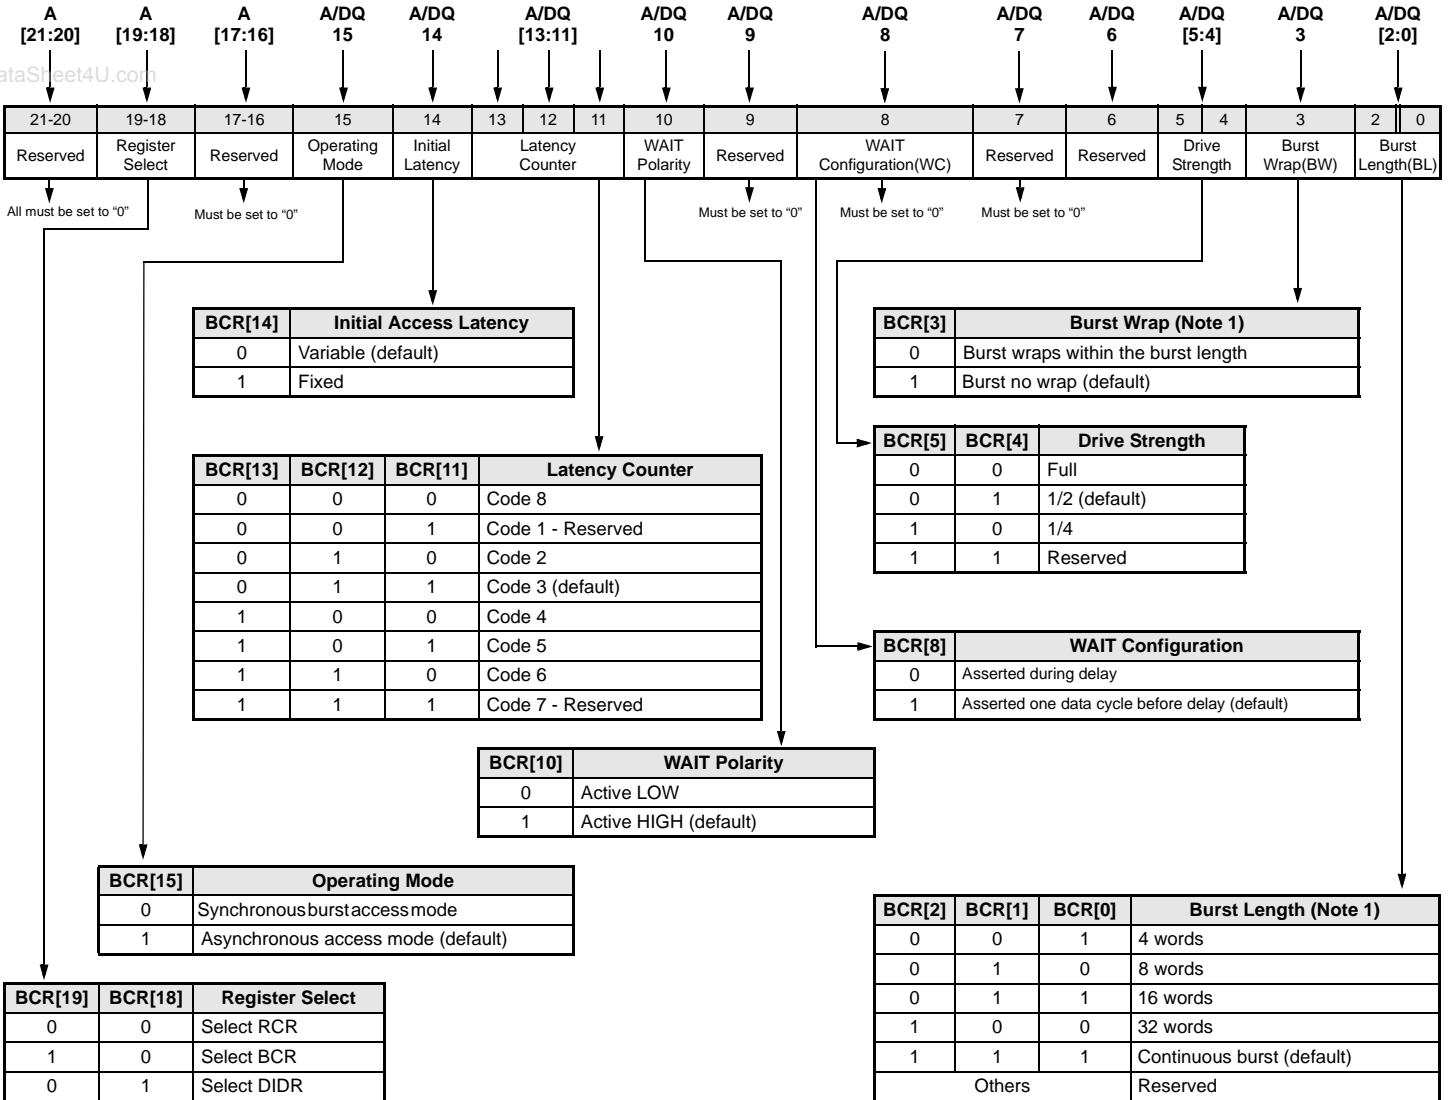 A A A A/DQ A/DQ A/DQ A/DQ A/DQ A/DQ A/DQ A/DQ A/DQ A/DQ A/DQ
[21:20] [19:18] [17:16] 15 14 [13:11] 10 9 8 7 6 [5:4] 3 [2:0]
ataSheet4U.com
21-20 19-18 17-16 15 14 13 12 11 10 9 8 7 6 5 4 3 2 0
Reserved Register Select Reserved Operating Mode Initial Latency Latency Counter WAIT Polarity Reserved WAIT Configuration(WC) Reserved Reserved Drive Strength Burst Wrap(BW) Burst Length(BL)
All must be set to “0” Must be set to “0” Must be set to “0” Must be set to “0” Must be set to “0”
BCR[14] Initial Access Latency
0 Variable (default)
1 Fixed
BCR[3] Burst Wrap (Note 1)
0 Burst wraps within the burst length
1 Burst no wrap (default)
BCR[5] BCR[4] Drive Strength
0 0 Full
0 1 1/2 (default)
1 0 1/4
1 1 Reserved
BCR[13] BCR[12] BCR[11] Latency Counter
0 0 0 Code 8
0 0 1 Code 1 - Reserved
0 1 0 Code 2
0 1 1 Code 3 (default)
1 0 0 Code 4
1 0 1 Code 5
1 1 0 Code 6
1 1 1 Code 7 - Reserved
BCR[8] WAIT Configuration
0 Asserted during delay
1 Asserted one data cycle before delay (default)
BCR[10] WAIT Polarity
0 Active LOW
1 Active HIGH (default)
BCR[15] Operating Mode
0 Synchronous burst access mode
1 Asynchronous access mode (default)
BCR[2] BCR[1] BCR[0] Burst Length (Note 1)
0 0 1 4 words
0 1 0 8 words
0 1 1 16 words
1 0 0 32 words
1 1 1 Continuous burst (default)
Others Reserved
BCR[19] BCR[18] Register Select
0 0 Select RCR
1 0 Select BCR
0 1 Select DIDR